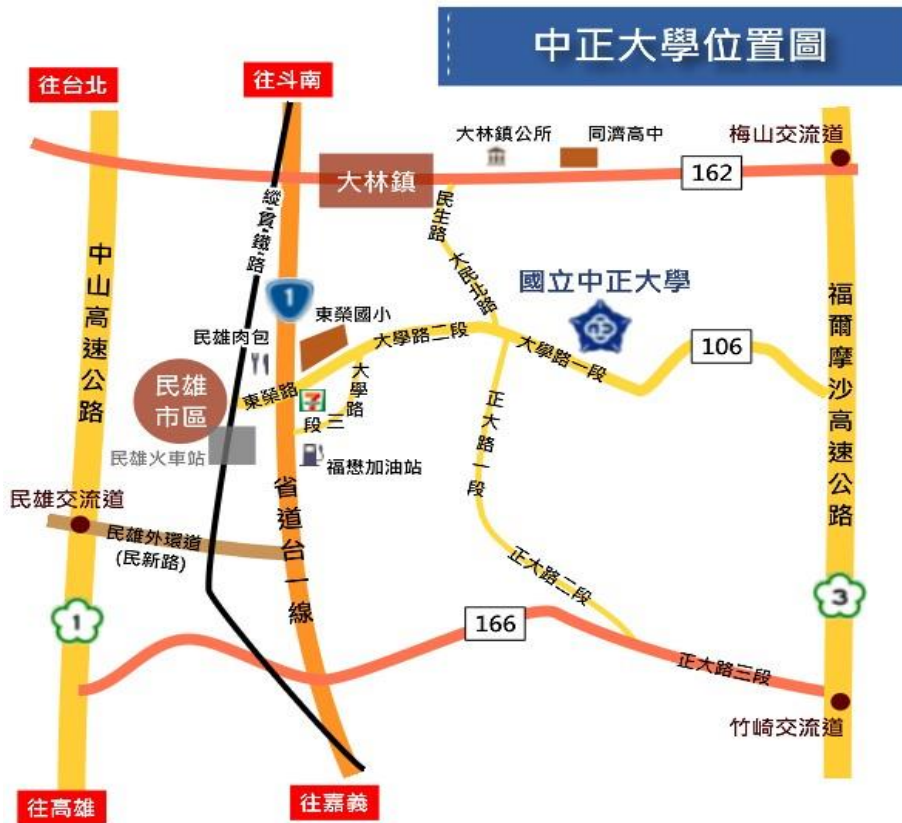 中正大學位置圖
往台北
往斗南
大林鎮公所
同濟高中
梅山交流道
162
大林鎮
民生路
縱貫鐵路
大民北路
中山高速公路
國立中正大學
福爾摩沙高速公路
1
東榮國小
民雄肉包
大學路二段
大學路一段
106
民雄
市區
東榮路
7
大學路三段
正大路一段
民雄火車站
福懋加油站
省道台一線
民雄交流道
民雄外環道
(民新路)
正大路二段
3
1
166
正大路三段
竹崎交流道
往高雄
往嘉義